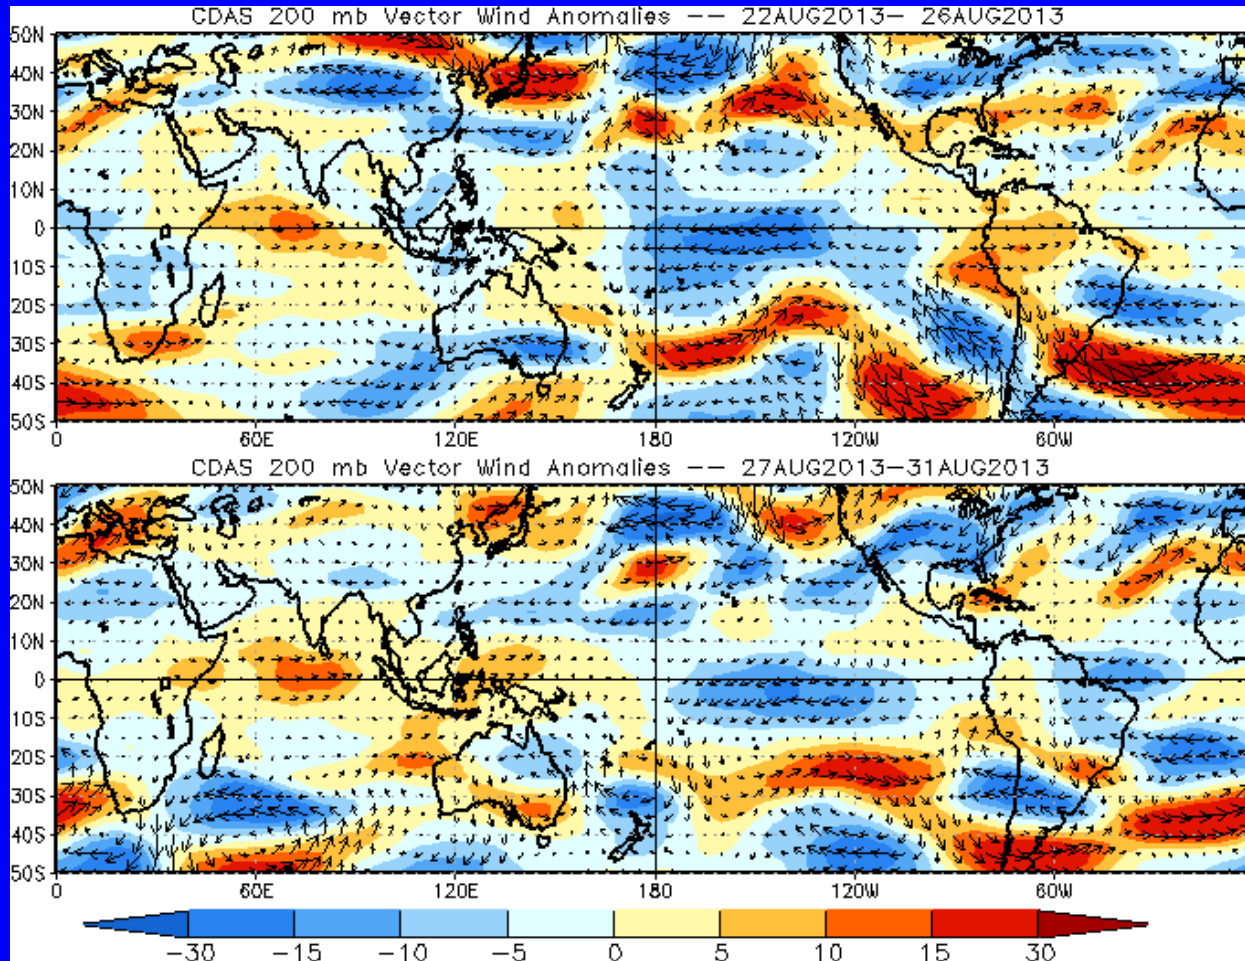 CDAS 200 mb Vector Wind Anomalies -- 22AUG2013- 26AUG2013
50N
40N
30N
20N
10N
0
10S
20S
30S
40S
50S
0 60E 120E 180 120W 60W
CDAS 200 mb Vector Wind Anomalies -- 27AUG2013-31AUG2013
50N
40N
30N
20N
10N
0
10S
20S
30S
40S
50S
0 60E 120E 180 120W 60W
-30 -15 -10 -5 0 5 10 15 30